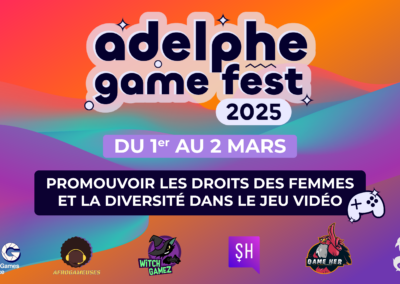 adelphe
game fest
2025
DU 1er AU 2 MARS
PROMOUVOIR LES DROITS DES FEMMES
ET LA DIVERSITÉ DANS LE JEU VIDÉO
G
AFROGAMEUSES
WITCH
GAMEZ
$H
GAME HER